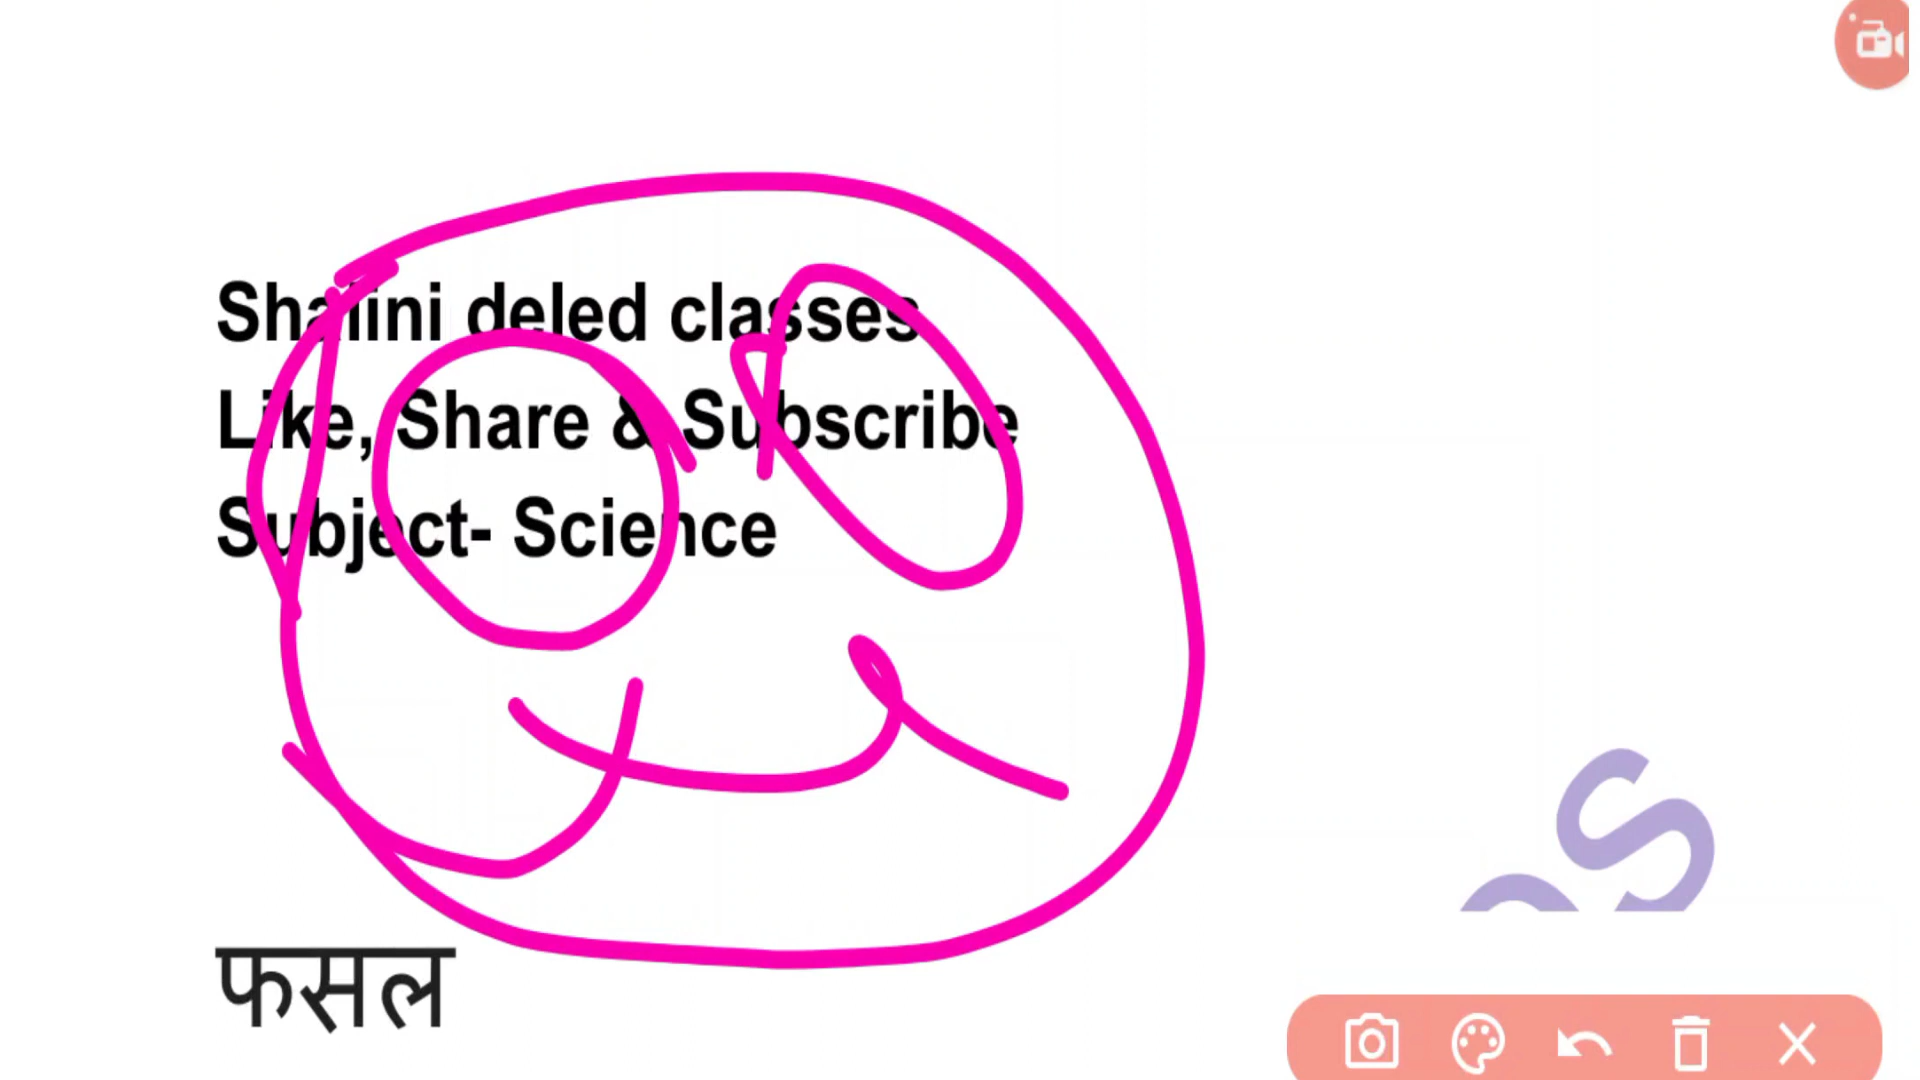 Shalini deled classes
Like, Share & Subscribe
Subject- Science
फसल